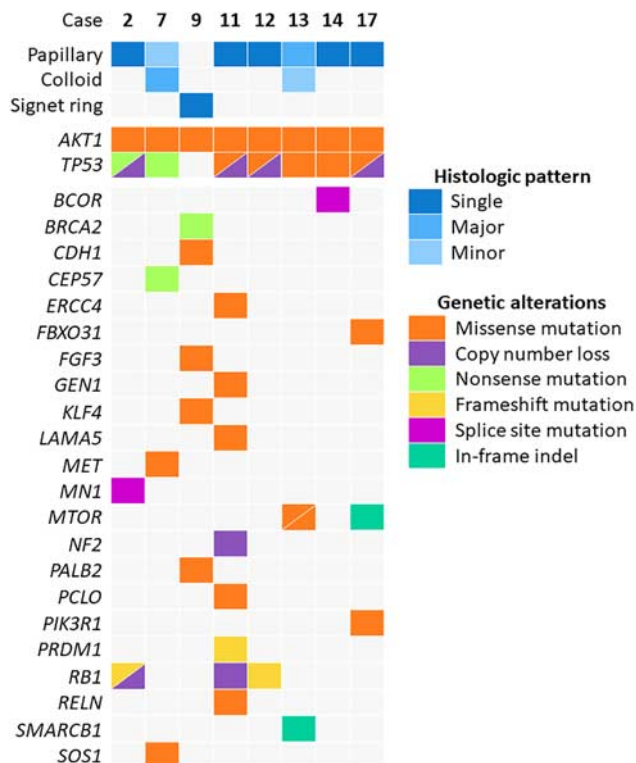 Case 2 7 9 11 12 13 14 17
Papillary
Colloid
Signet ring
AKT1
TP53
BCOR
BRCA2
CDH1
CEP57
ERCC4
FBXO31
FGF3
GEN1
KLF4
LAMA5
MET
MN1
MTOR
NF2
PALB2
PCLO
PIK3R1
PRDM1
RB1
RELN
SMARCB1
SOS1
Histologic pattern
Single
Major
Minor
Genetic alterations
Missense mutation
Copy number loss
Nonsense mutation
Frameshift mutation
Splice site mutation
In-frame indel